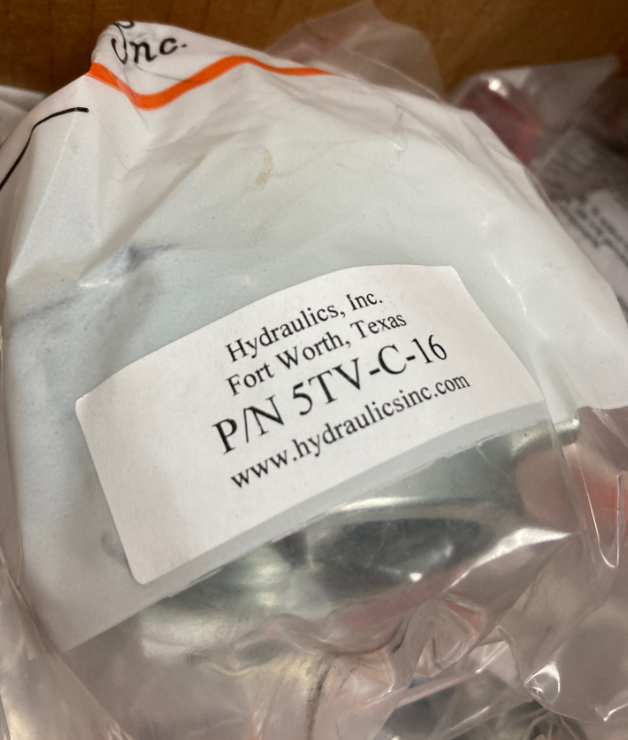 Inc.
Hydraulics, Inc.
Fort Worth, Texas
P/N 5TV-C-16
www.hydraulicsinc.com